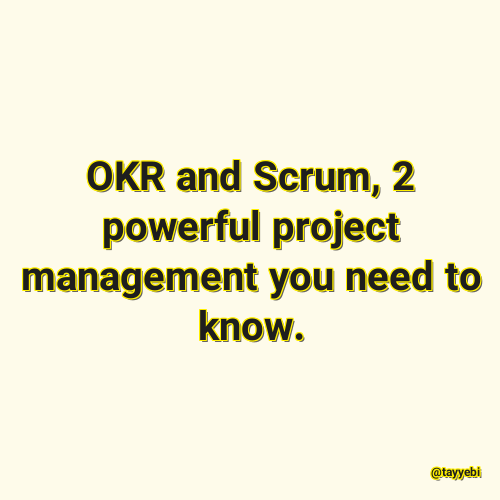 OKR and Scrum, 2
powerful project
management you need to
know.
@tayyebi